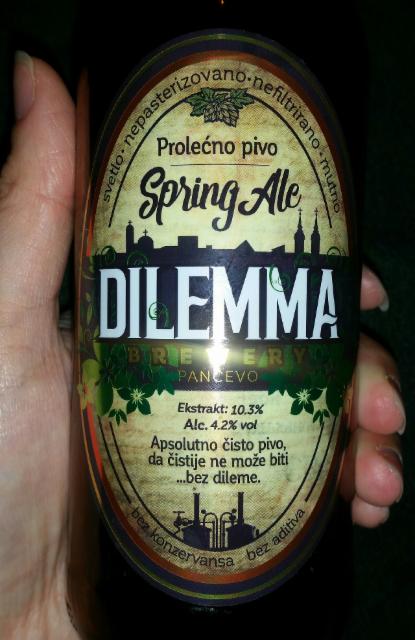 svetlo · nepasterizovano · nefiltrirano · mutno
Prolećno pivo
Spring Ale
DILEMMA
BREWERY
PANČEVO
Ekstrakt: 10.3%
Alc. 4.2% vol
Apsolutno čisto pivo,
da čistije ne može biti
...bez dileme.
bez konzervansa bez aditiva